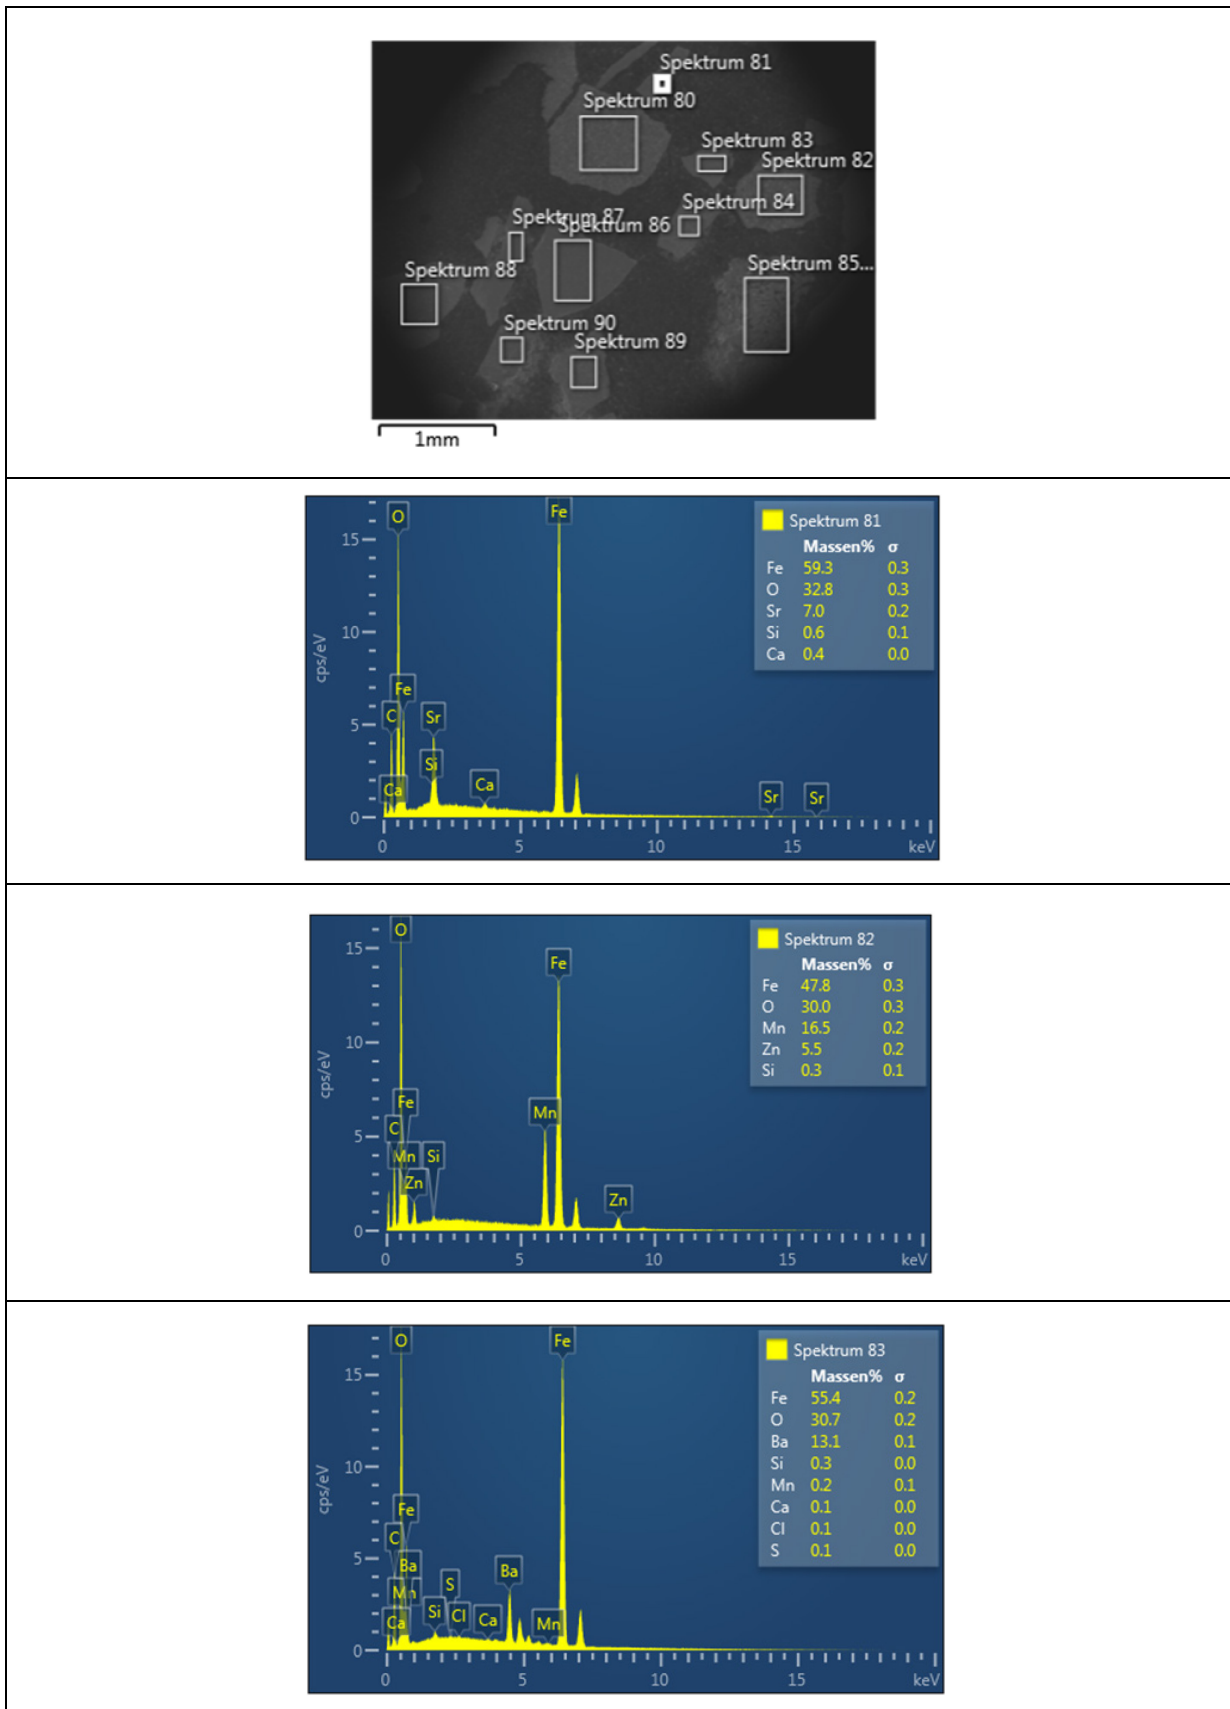 Spektrum 81
Spektrum 80
Spektrum 83
Spektrum 82
Spektrum 84
Spektrum 87
Spektrum 86
Spektrum 85...
Spektrum 88
Spektrum 90
Spektrum 89
1mm
Spektrum 81
Massen% σ
Fe 59.3 0.3
O 32.8 0.3
Sr 7.0 0.2
Si 0.6 0.1
Ca 0.4 0.0
cps/eV
15
10
5
0
O
Fe
Fe
C
Sr
Si
Ca
Ca
Sr
Sr
0 5 10 15 keV
Spektrum 82
Massen% σ
Fe 47.8 0.3
O 30.0 0.3
Mn 16.5 0.2
Zn 5.5 0.2
Si 0.3 0.1
cps/eV
15
10
5
0
O
Fe
Fe
Mn
C
Mn
Si
Zn
Zn
0 5 10 15 keV
Spektrum 83
Massen% σ
Fe 55.4 0.2
O 30.7 0.2
Ba 13.1 0.1
Si 0.3 0.0
Mn 0.2 0.1
Ca 0.1 0.0
Cl 0.1 0.0
S 0.1 0.0
cps/eV
15
10
5
0
O
Fe
Fe
C
Ba
Ba
S
Mn
Si
Cl
Ca
Ca
Mn
0 5 10 15 keV